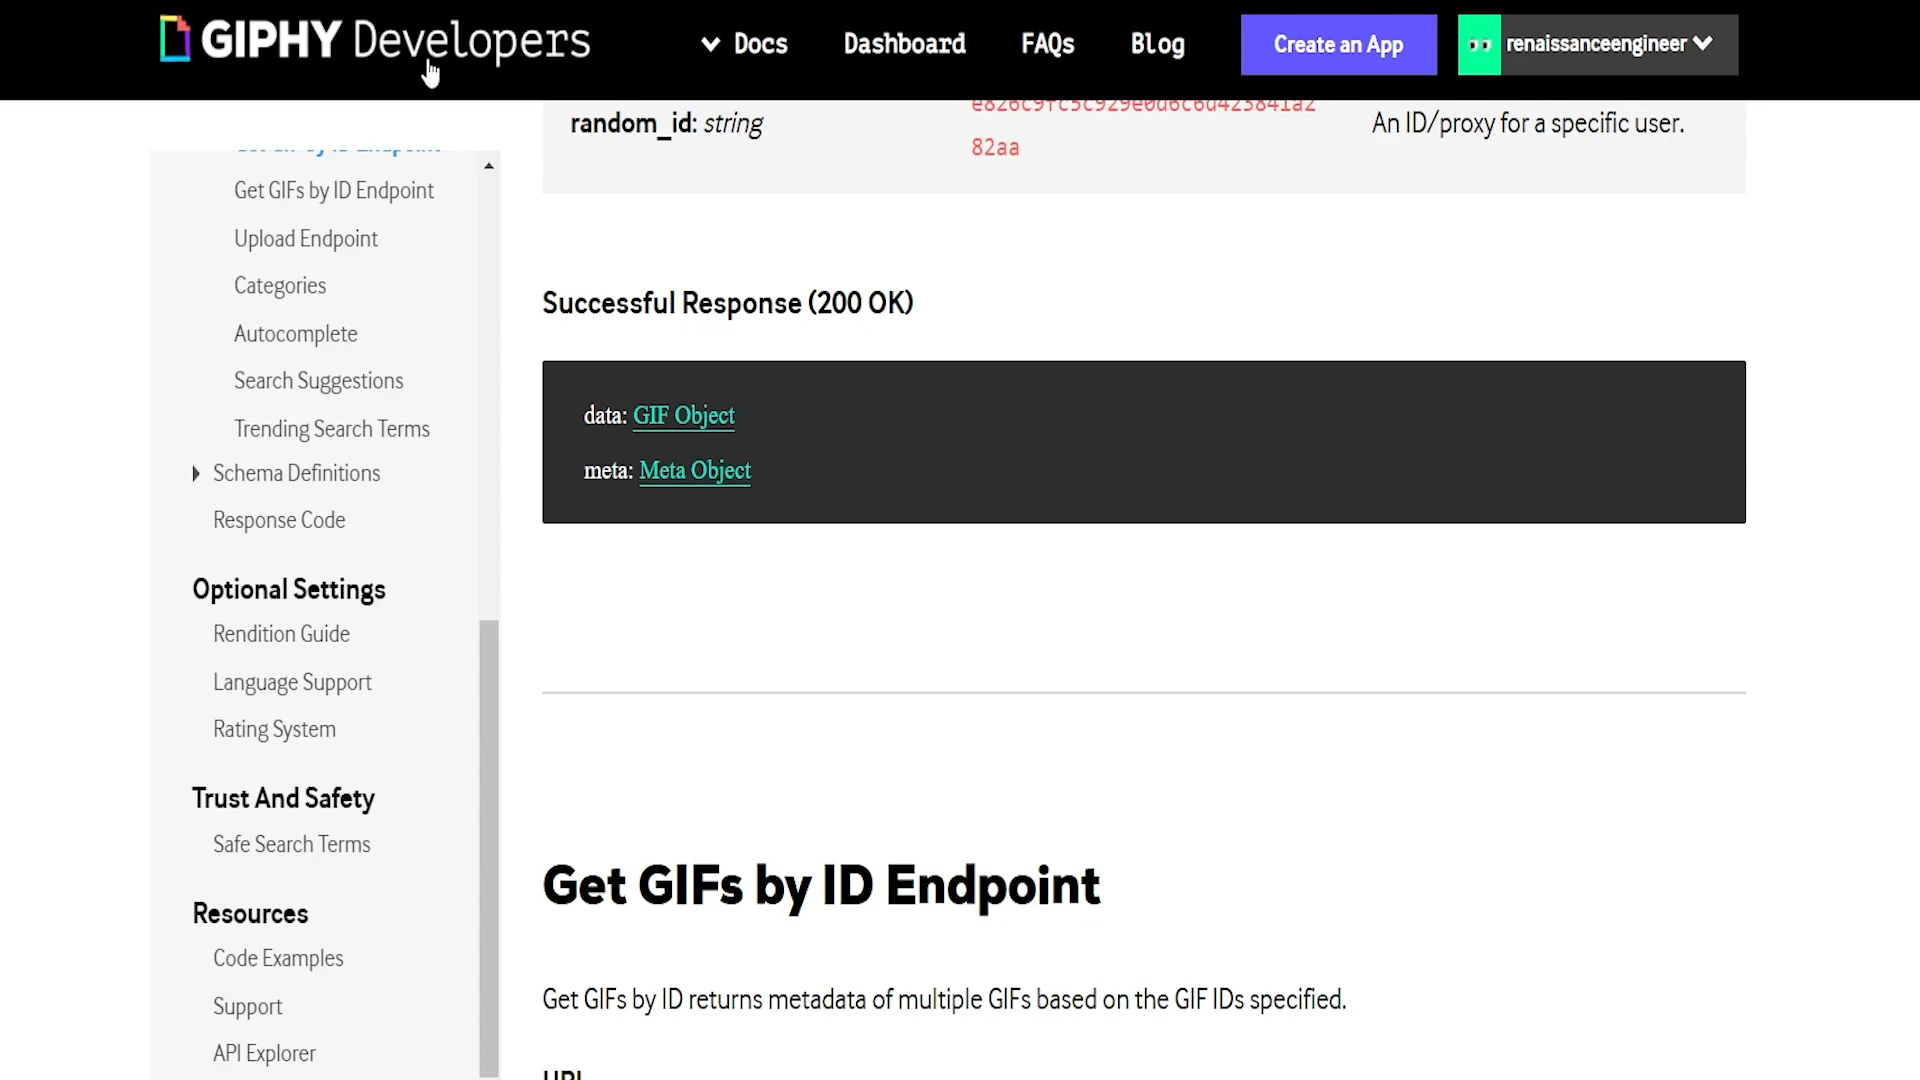 GIPHY Developers
Docs
Dashboard
FAQs
Blog
Create an App
renaissanceengineer
Get GIFs by ID Endpoint
Upload Endpoint
Categories
Autocomplete
Search Suggestions
Trending Search Terms
Schema Definitions
Response Code
Optional Settings
Rendition Guide
Language Support
Rating System
Trust And Safety
Safe Search Terms
Resources
Code Examples
Support
API Explorer
random_id: string
82aa
An ID/proxy for a specific user.
Successful Response (200 OK)
data: GIF Object
meta: Meta Object
Get GIFs by ID Endpoint
Get GIFs by ID returns metadata of multiple GIFs based on the GIF IDs specified.